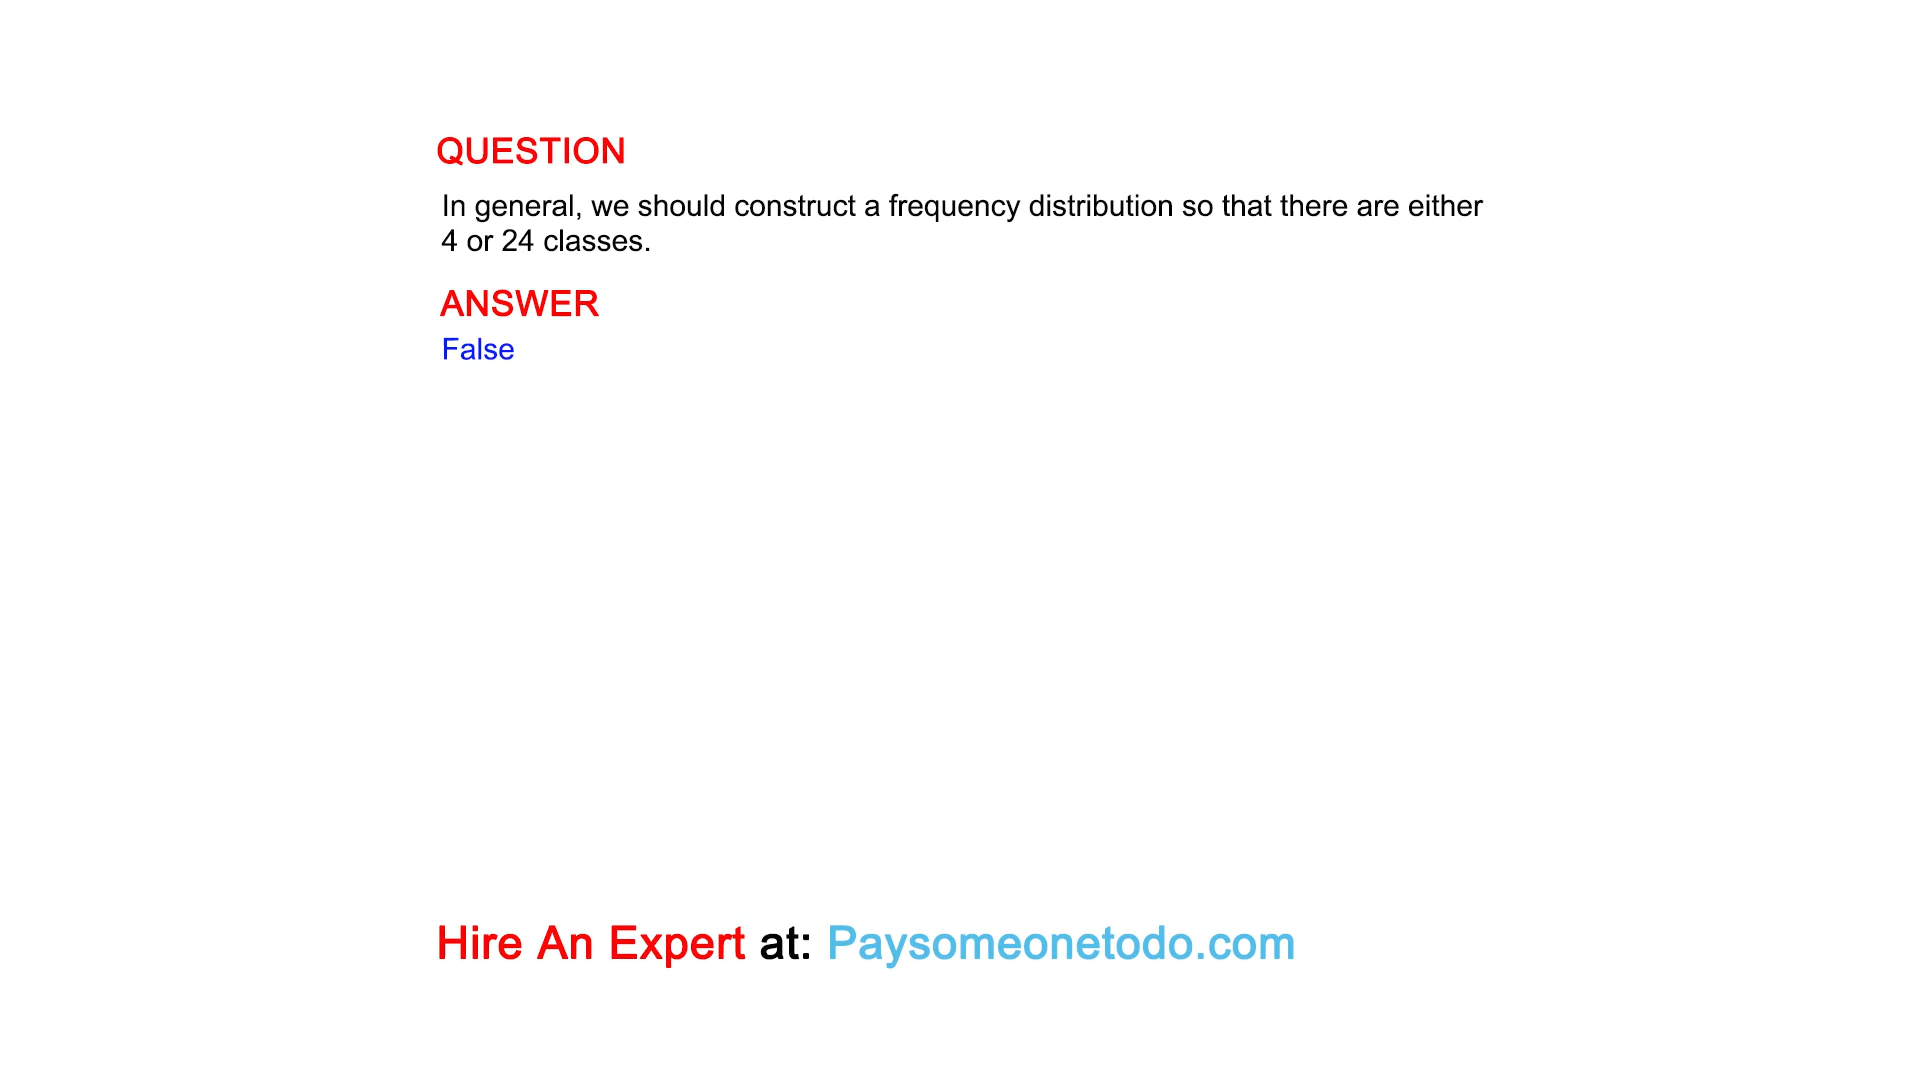 QUESTION
In general, we should construct a frequency distribution so that there are either
4 or 24 classes.
ANSWER
False
Hire An Expert at: Paysomeonetodo.com